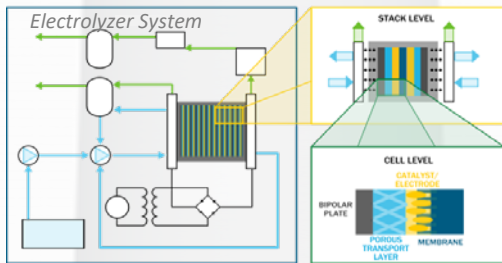 Electrolyzer System
STACK LEVEL
CELL LEVEL
CATALYST/
ELECTRODE
BIPOLAR
PLATE
POROUS
TRANSPORT
LAYER
MEMBRANE